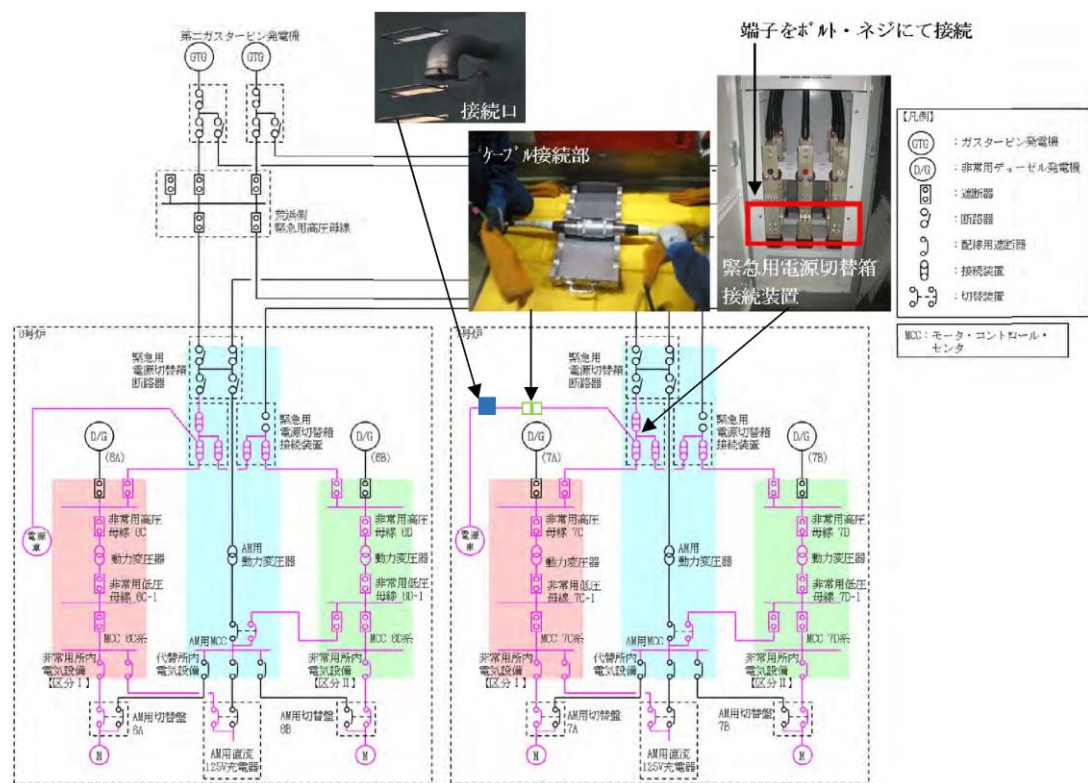 第二ガスタービン発電機
GTG
GTG
接続口
ケーブル接続部
端子をボルト・ネジにて接続
緊急用電源切替箱
接続装置
【凡例】
GTG
：ガスタービン発電機
D/G
：非常用ディーゼル発電機
：遮断器
：断路器
：配線用遮断器
：接続装置
：切替装置
MCC：モータ・コントロール・
センタ
荒浜側
緊急用高圧母線
6号炉
緊急用
電源切替箱
断路器
緊急用
電源切替箱
接続装置
D/G
(6A)
D/G
(6B)
電源
車
非常用高圧
母線 6C
動力変圧器
非常用低圧
母線 6C-1
MCC 6C系
AM用
動力変圧器
非常用高圧
母線 6D
動力変圧器
非常用低圧
母線 6D-1
MCC 6D系
AM用MCC
非常用所内
電気設備
【区分Ⅰ】
代替所内
電気設備
非常用所内
電気設備
【区分Ⅱ】
AM用切替盤
6A
AM用切替盤
6B
M
AM用直流
125V充電器
M
号炉
緊急用
電源切替箱
断路器
緊急用
電源切替箱
接続装置
D/G
(7A)
D/G
(7B)
電源
車
非常用高圧
母線 7C
動力変圧器
非常用低圧
母線 7C-1
MCC 7C系
AM用
動力変圧器
非常用高圧
母線 7D
動力変圧器
非常用低圧
母線 7D-1
MCC 7D系
AM用MCC
非常用所内
電気設備
【区分Ⅰ】
代替所内
電気設備
非常用所内
電気設備
【区分Ⅱ】
AM用切替盤
7A
AM用切替盤
7B
M
AM用直流
125V充電器
M